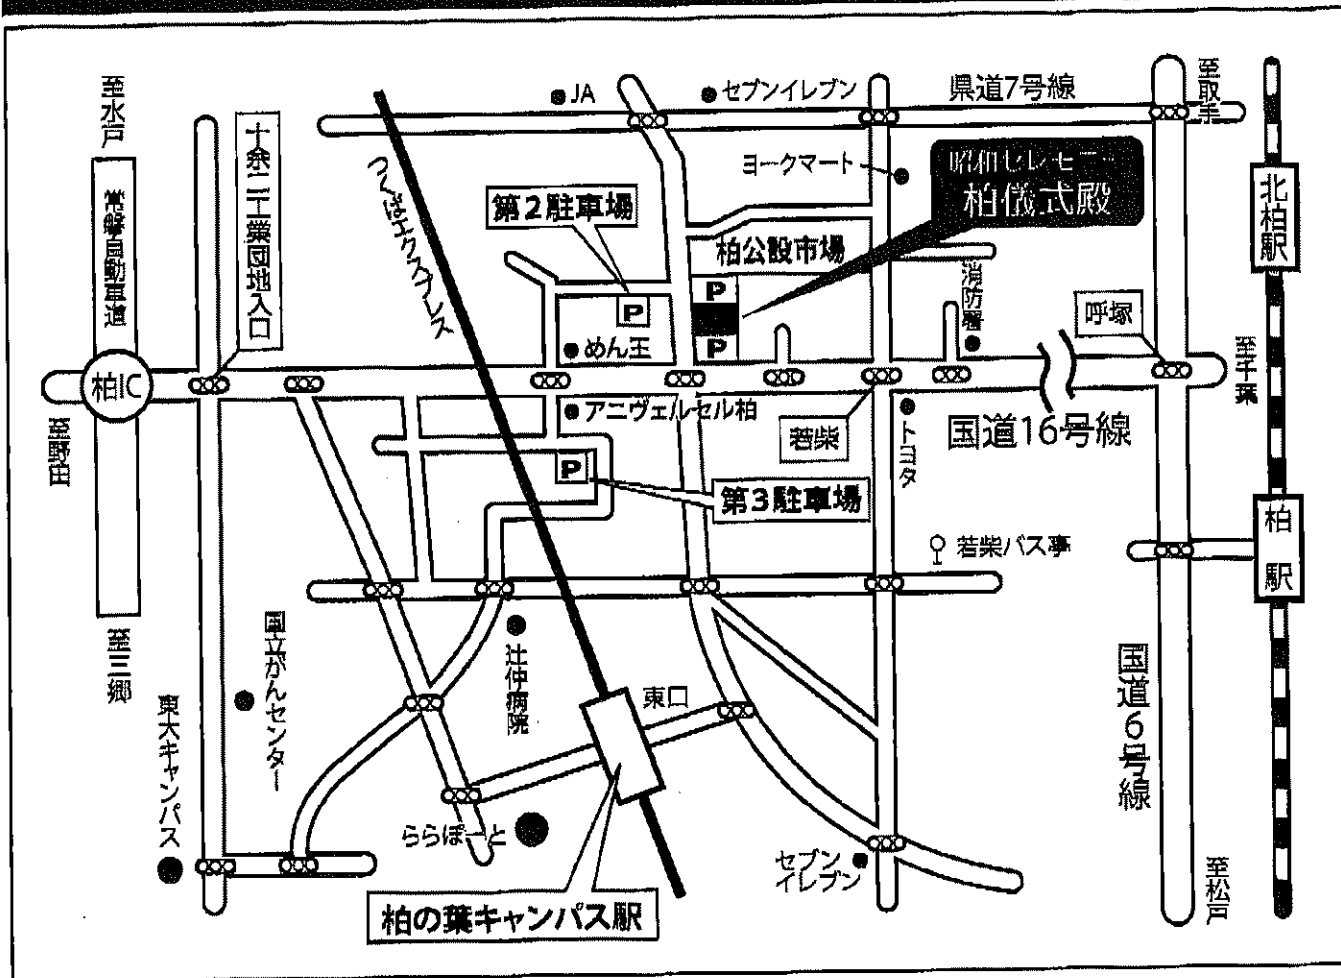 至水戸
常磐自動車道
柏IC
至野田
至三郷
十余二工業団地入口
つくばエクスプレス
JA
セブンイレブン
県道7号線
至取手
ヨークマート
昭和セレモニー
柏儀式殿
北柏駅
第2駐車場
柏公設市場
P
P
P
消防署
呼塚
至千葉
めん王
アニヴェルセル柏
若柴
トヨタ
国道16号線
P
第3駐車場
若柴バス亭
柏駅
国立がんセンター
辻仲病院
東口
国道6号線
東大キャンパス
ららぽーと
セブン
イレブン
至松戸
柏の葉キャンパス駅